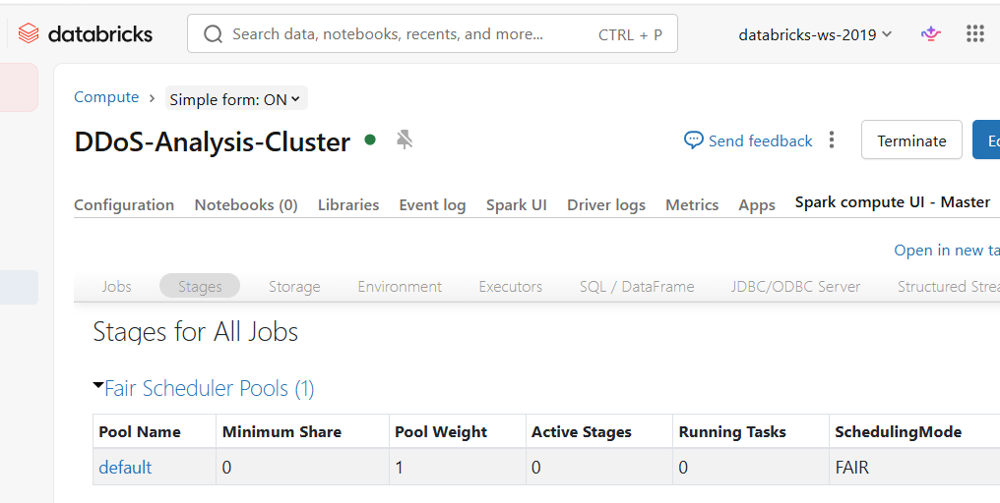 databricks
Search data, notebooks, recents, and more... CTRL + P
databricks-ws-2019
Compute > Simple form: ON
DDoS-Analysis-Cluster
Send feedback
Terminate
Configuration Notebooks (0) Libraries Event log Spark UI Driver logs Metrics Apps Spark compute UI - Master
Open in new
Jobs Stages Storage Environment Executors SQL / DataFrame JDBC/ODBC Server Structured
Stages for All Jobs
Fair Scheduler Pools (1)
Pool Name Minimum Share Pool Weight Active Stages Running Tasks SchedulingMode
default 0 1 0 0 FAIR